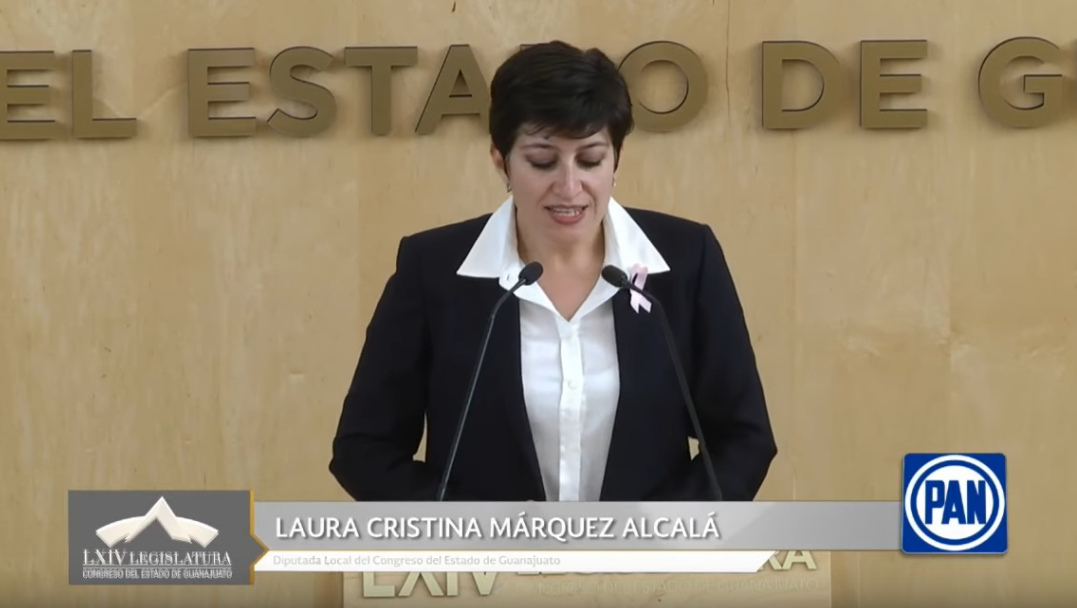 EL ESTADO DE G
LAURA CRISTINA MÁRQUEZ ALCALÁ
Diputada Local del Congreso del Estado de Guanajuato
PAN
LXIV LEGISLATURA
CONGRESO DEL ESTADO DE GUANAJUATO
LXIV